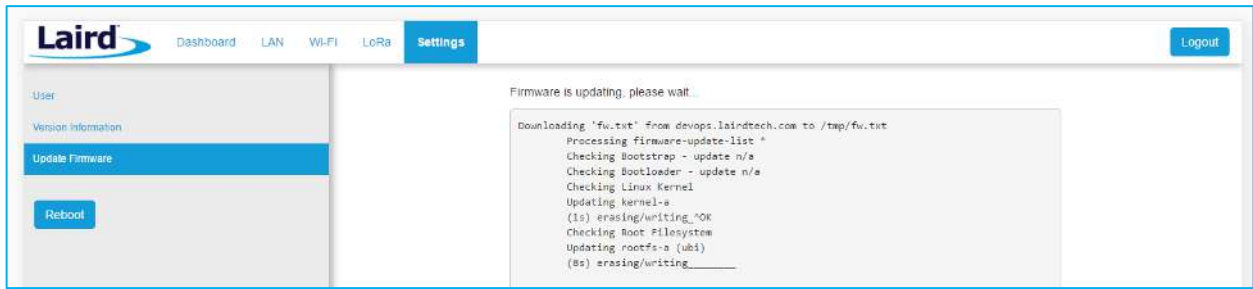 Laird
Dashboard LAN Wi-Fi LoRa Settings Logout
User
Version Information
Update Firmware
Reboot
Firmware is updating, please wait...
Downloading 'fw.txt' from devops.lairdtech.com to /tmp/fw.txt
Processing firmware-update-list *
Checking Bootstrap - update n/a
Checking Bootloader - update n/a
Checking Linux Kernel
Updating kernel-a
(1s) erasing/writing_^OK
Checking Root Filesystem
Updating rootfs-a (ubi)
(8s) erasing/writing________